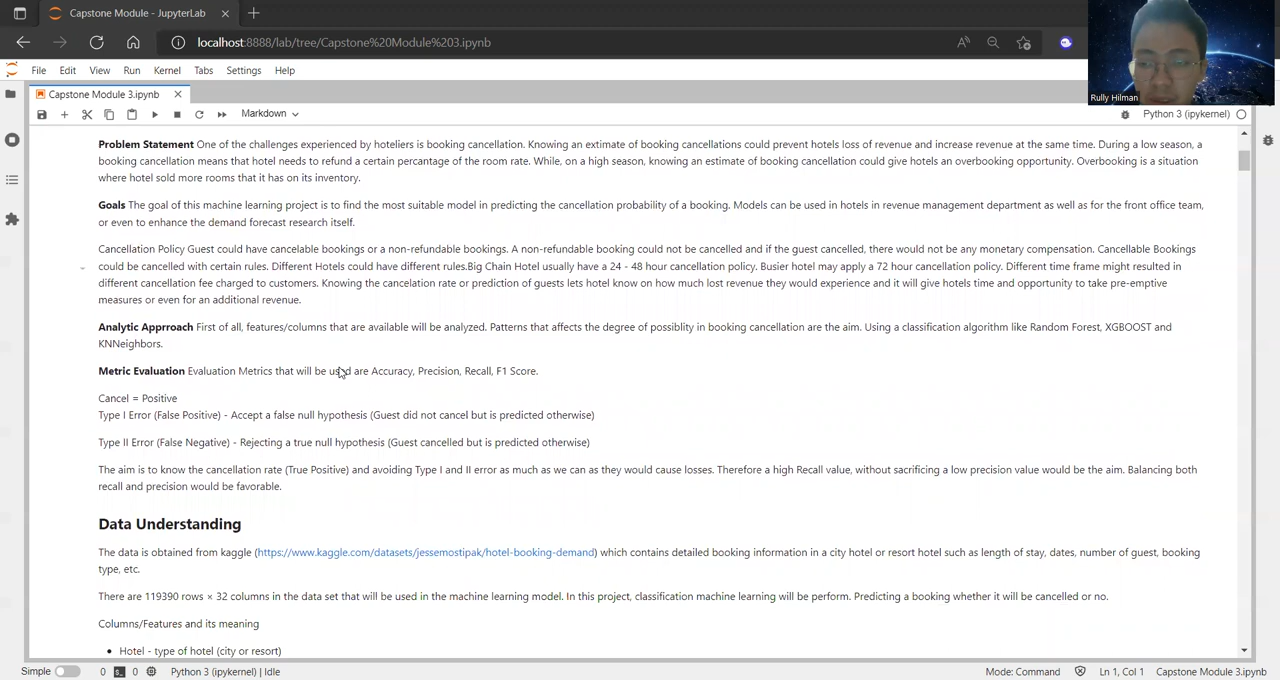 Capstone Module - JupyterLab
localhost:8888/lab/tree/Capstone%20Module%203.ipynb
Rully Hilman
File Edit View Run Kernel Tabs Settings Help
Capstone Module 3.ipynb
Markdown
Python 3 (ipykernel)
Problem Statement One of the challenges experienced by hoteliers is booking cancellation. Knowing an estimate of booking cancellations could prevent hotels loss of revenue and increase revenue at the same time. During a low season, a
booking cancellation means that hotel needs to refund a certain percentage of the room rate. While, on a high season, knowing an estimate of booking cancellation could give hotels an overbooking opportunity. Overbooking is a situation
where hotel sold more rooms that it has on its inventory.
Goals The goal of this machine learning project is to find the most suitable model in predicting the cancellation probability of a booking. Models can be used in hotels in revenue management department as well as for the front office team,
or even to enhance the demand forecast research itself.
Cancellation Policy Guest could have cancelable bookings or a non-refundable bookings. A non-refundable booking could not be cancelled and if the guest cancelled, there would not be any monetary compensation. Cancellable Bookings
could be cancelled with certain rules. Different Hotels could have different rules.Big Chain Hotel usually have a 24 - 48 hour cancellation policy. Busier hotel may apply a 72 hour cancellation policy. Different time frame might resulted in
different cancellation fee charged to customers. Knowing the cancelation rate or prediction of guests lets hotel know on how much lost revenue they would experience and it will give hotels time and opportunity to take pre-emptive
measures or even for an additional revenue.
Analytic Apprroach First of all, features/columns that are available will be analyzed. Patterns that affects the degree of possiblity in booking cancellation are the aim. Using a classification algorithm like Random Forest, XGBOOST and
KNNeighbors.
Metric Evaluation Evaluation Metrics that will be used are Accuracy, Precision, Recall, F1 Score.
Cancel = Positive
Type I Error (False Positive) - Accept a false null hypothesis (Guest did not cancel but is predicted otherwise)
Type II Error (False Negative) - Rejecting a true null hypothesis (Guest cancelled but is predicted otherwise)
The aim is to know the cancellation rate (True Positive) and avoiding Type I and II error as much as we can as they would cause losses. Therefore a high Recall value, without sacrificing a low precision value would be the aim. Balancing both
recall and precision would be favorable.
Data Understanding
The data is obtained from kaggle (https://www.kaggle.com/datasets/jessemostipak/hotel-booking-demand) which contains detailed booking information in a city hotel or resort hotel such as length of stay, dates, number of guest, booking
type, etc.
There are 119390 rows × 32 columns in the data set that will be used in the machine learning model. In this project, classification machine learning will be perform. Predicting a booking whether it will be cancelled or no.
Columns/Features and its meaning
• Hotel - type of hotel (city or resort)
Simple 0 0 Python 3 (ipykernel) | Idle Mode: Command Ln 1, Col 1 Capstone Module 3.ipynb